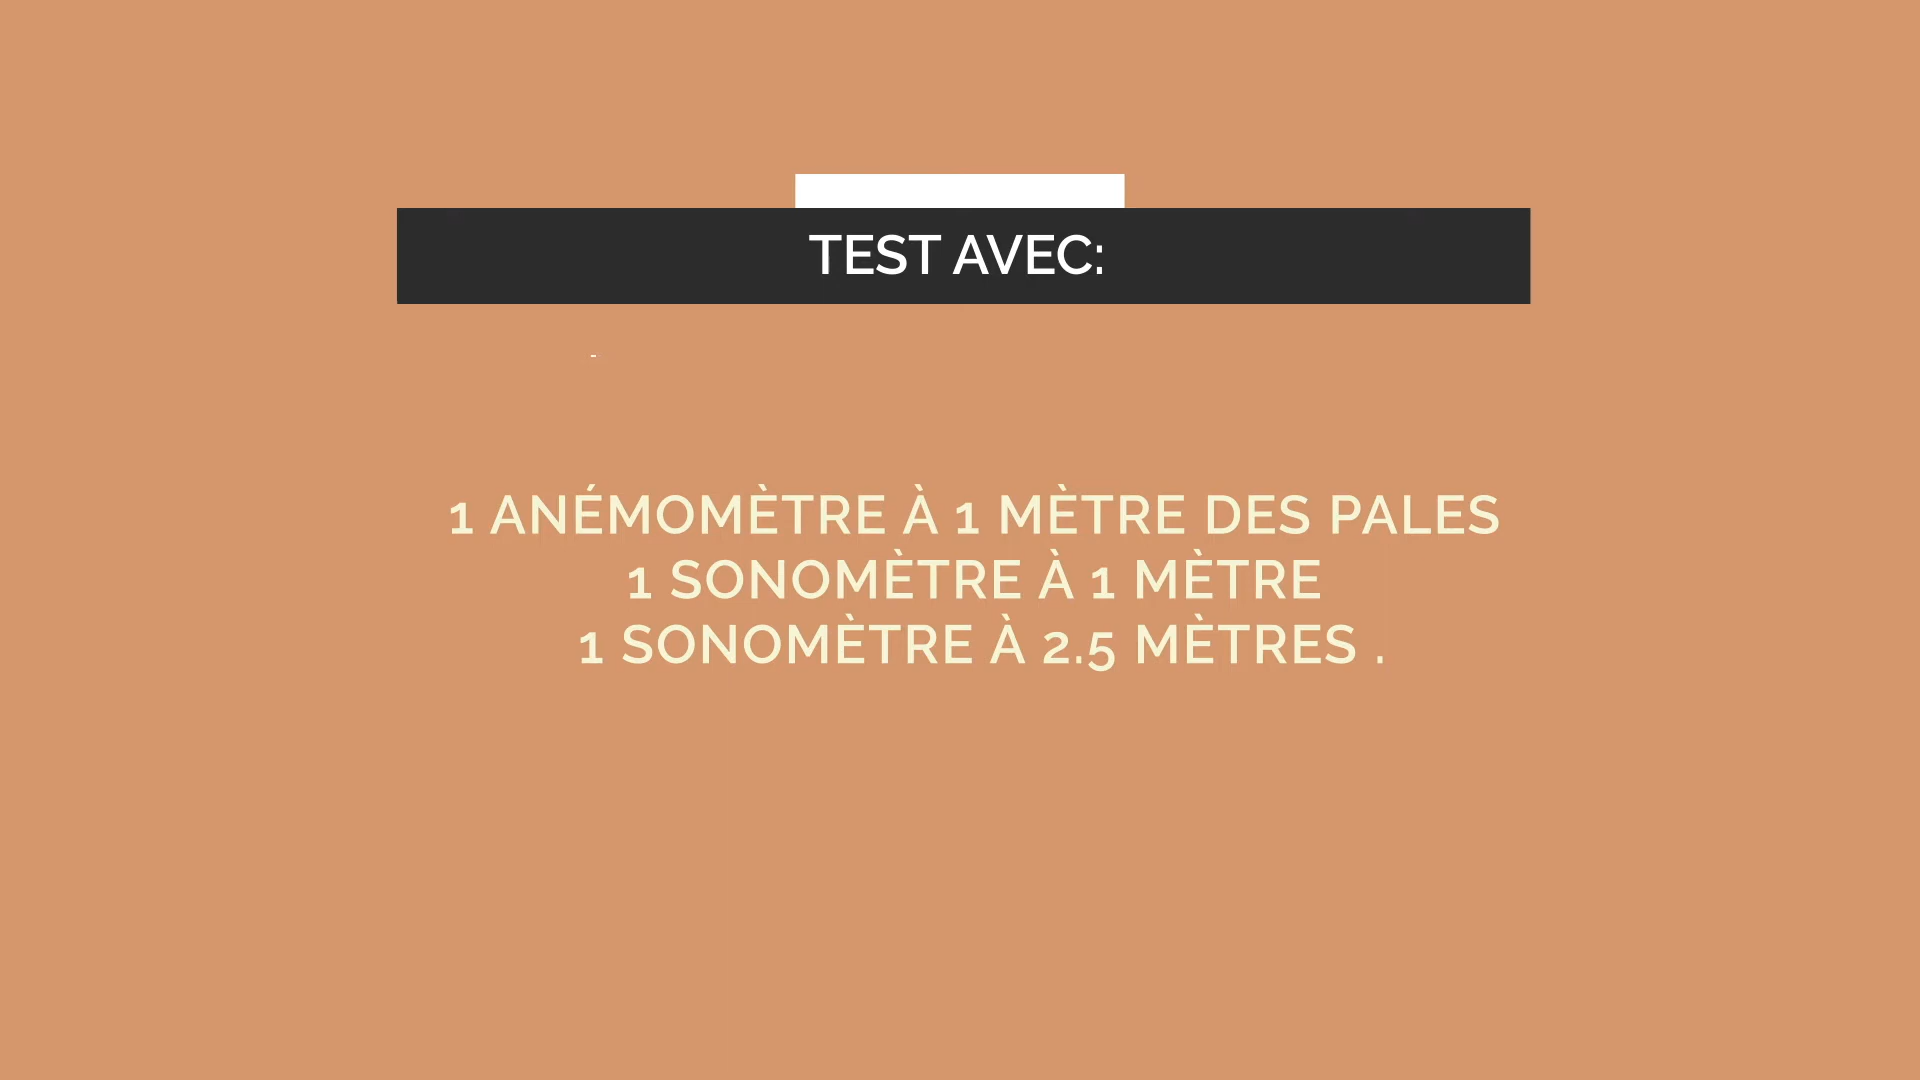 TEST AVEC:
-
1 ANÉMOMÈTRE À 1 MÈTRE DES PALES
1 SONOMÈTRE À 1 MÈTRE
1 SONOMÈTRE À 2.5 MÈTRES .